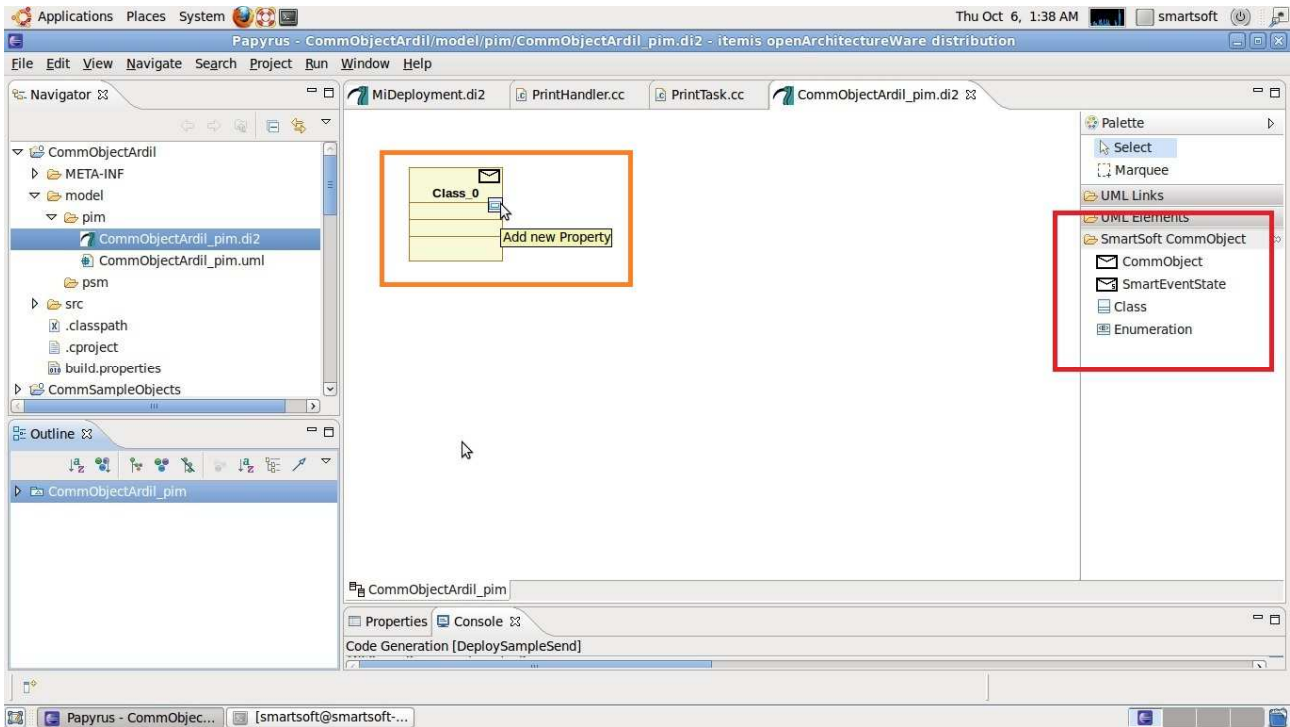 Applications Places System Thu Oct 6, 1:38 AM smartsoft
Papyrus - CommObjectArdil/model/pim/CommObjectArdil_pim.di2 - itemis openArchitectureWare distribution
File Edit View Navigate Search Project Run Window Help
Navigator
CommObjectArdil
META-INF
model
pim
CommObjectArdil_pim.di2
CommObjectArdil_pim.uml
psm
src
.classpath
.cproject
build.properties
CommSampleObjects
Outline
CommObjectArdil_pim
MiDeployment.di2 PrintHandler.cc PrintTask.cc CommObjectArdil_pim.di2
Class_0
Add new Property
Palette
Select
Marquee
UML Links
UML Elements
SmartSoft CommObject
CommObject
SmartEventState
Class
Enumeration
CommObjectArdil_pim
Properties Console
Code Generation [DeploySampleSend]
Papyrus - CommObjec... [smartsoft@smartsoft-...]